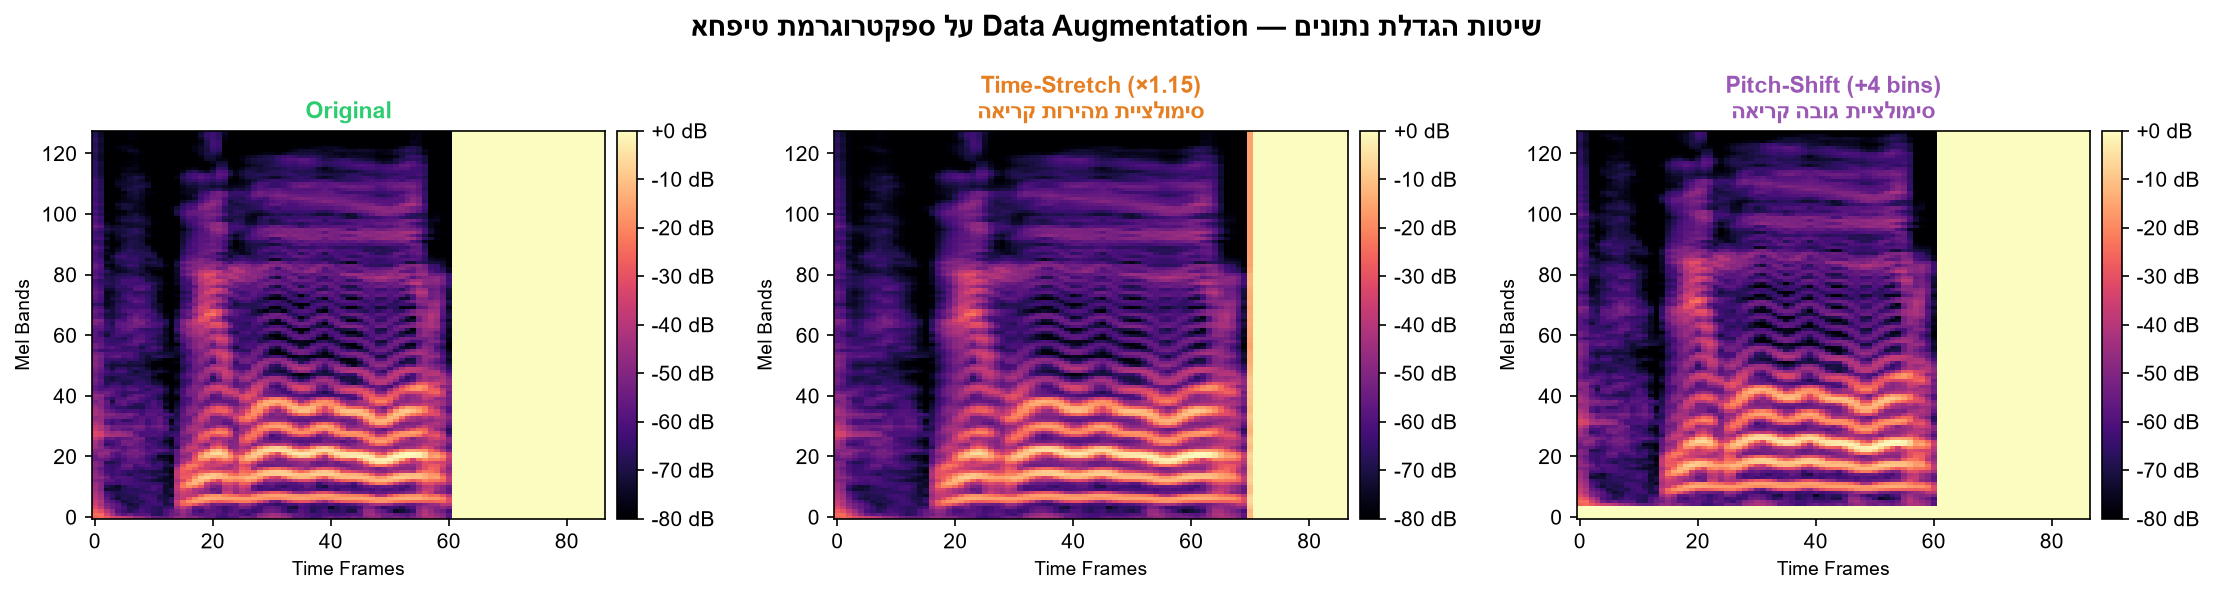 שיטות הגדלת נתונים — Data Augmentation על ספקטרוגרמת טיפחא
Original
120
100
80
60
40
20
0
Mel Bands
0 20 40 60 80
Time Frames
+0 dB
-10 dB
-20 dB
-30 dB
-40 dB
-50 dB
-60 dB
-70 dB
-80 dB
Time-Stretch (×1.15)
סימולציית מהירות קריאה
120
100
80
60
40
20
0
Mel Bands
0 20 40 60 80
Time Frames
+0 dB
-10 dB
-20 dB
-30 dB
-40 dB
-50 dB
-60 dB
-70 dB
-80 dB
Pitch-Shift (+4 bins)
סימולציית גובה קריאה
120
100
80
60
40
20
0
Mel Bands
0 20 40 60 80
Time Frames
+0 dB
-10 dB
-20 dB
-30 dB
-40 dB
-50 dB
-60 dB
-70 dB
-80 dB